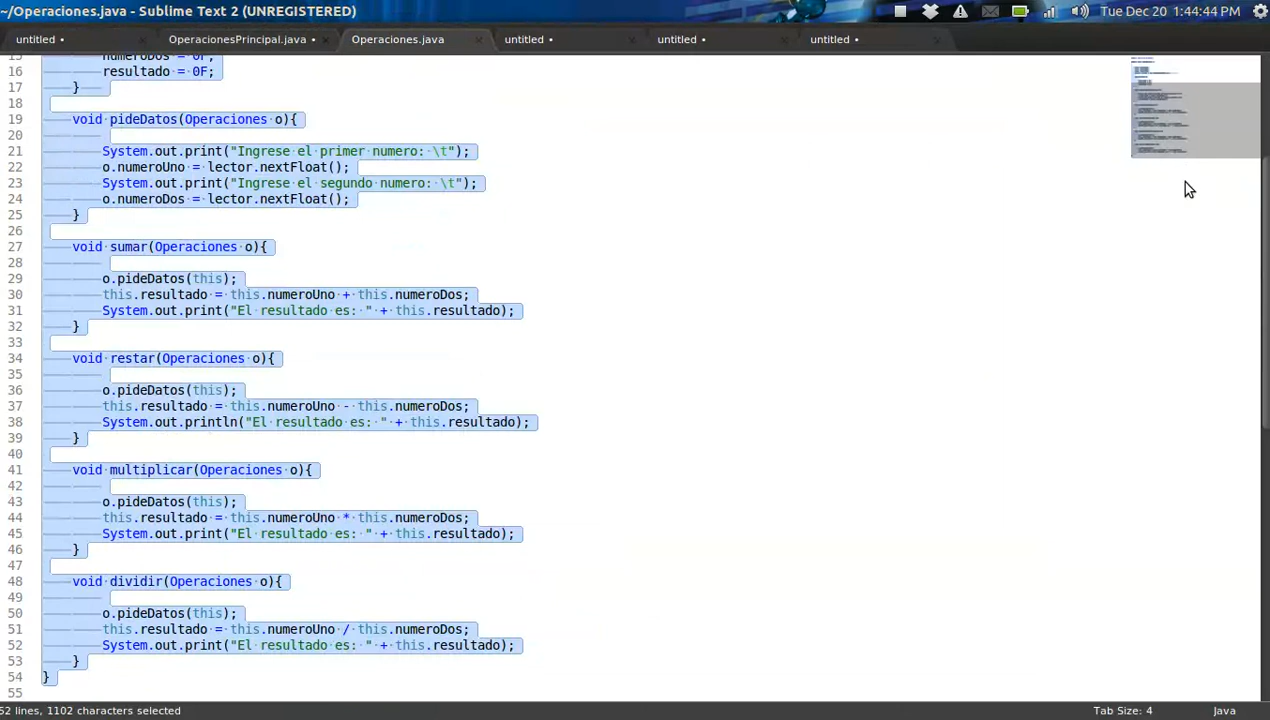 ~/Operaciones.java - Sublime Text 2 (UNREGISTERED)
Tue Dec 20 1:44:44 PM
untitled • OperacionesPrincipal.java • Operaciones.java untitled • untitled • untitled •
15 numeroDos = 0F;
16 resultado = 0F;
17 }
18
19 void pideDatos(Operaciones o){
20
21 System.out.print("Ingrese el primer numero: \t");
22 o.numeroUno = lector.nextFloat();
23 System.out.print("Ingrese el segundo numero: \t");
24 o.numeroDos = lector.nextFloat();
25 }
26
27 void sumar(Operaciones o){
28
29 o.pideDatos(this);
30 this.resultado = this.numeroUno + this.numeroDos;
31 System.out.print("El resultado es: " + this.resultado);
32 }
33
34 void restar(Operaciones o){
35
36 o.pideDatos(this);
37 this.resultado = this.numeroUno - this.numeroDos;
38 System.out.println("El resultado es: " + this.resultado);
39 }
40
41 void multiplicar(Operaciones o){
42
43 o.pideDatos(this);
44 this.resultado = this.numeroUno * this.numeroDos;
45 System.out.print("El resultado es: " + this.resultado);
46 }
47
48 void dividir(Operaciones o){
49
50 o.pideDatos(this);
51 this.resultado = this.numeroUno / this.numeroDos;
52 System.out.print("El resultado es: " + this.resultado);
53 }
54 }
55
52 lines, 1102 characters selected
Tab Size: 4 Java